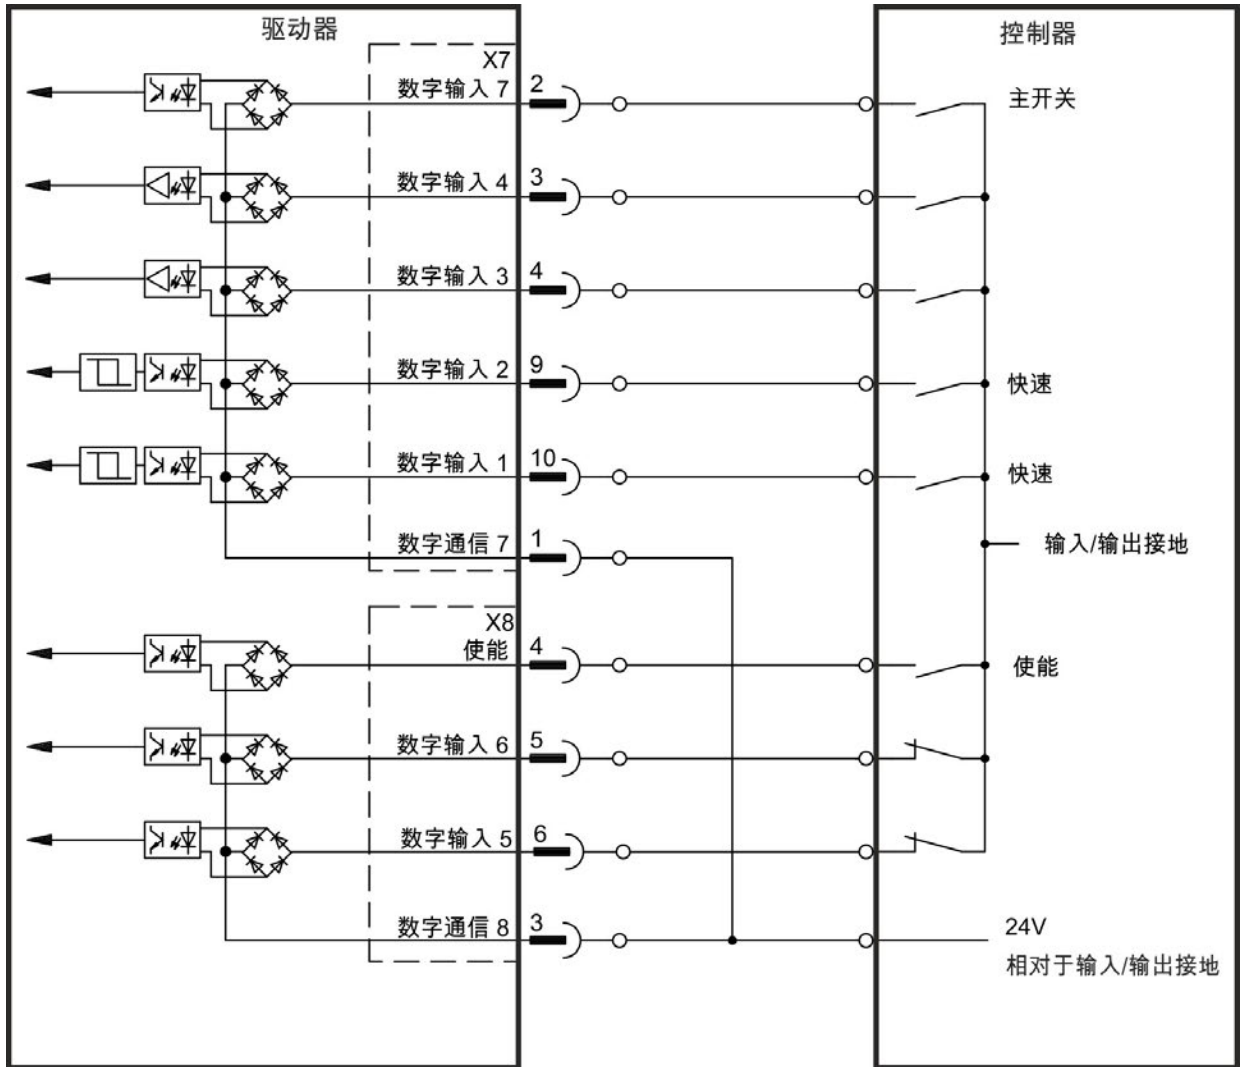 驱动器
控制器
X7
数字输入 7
2
主开关
数字输入 4
3
数字输入 3
4
数字输入 2
9
快速
数字输入 1
10
快速
数字通信 7
1
输入/输出接地
X8
使能
4
使能
数字输入 6
5
数字输入 5
6
数字通信 8
3
24V
相对于输入/输出接地